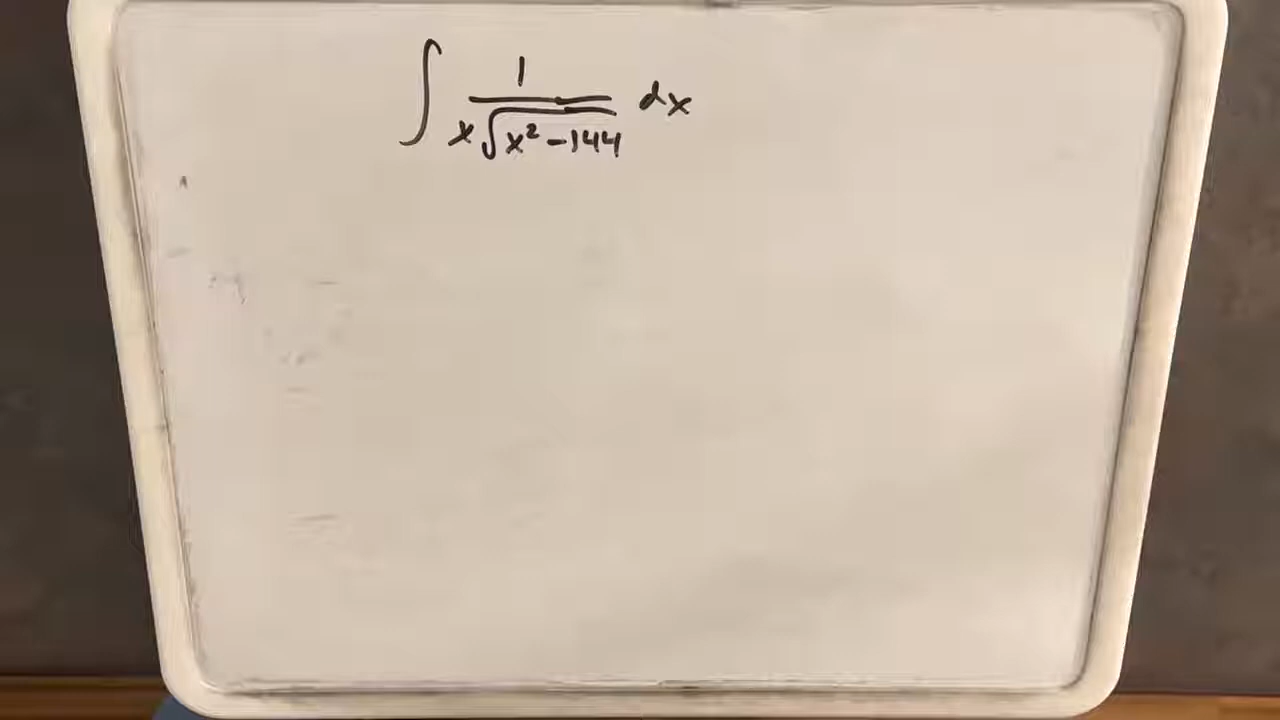 ∫ 1/(x√(x² -144)) dx